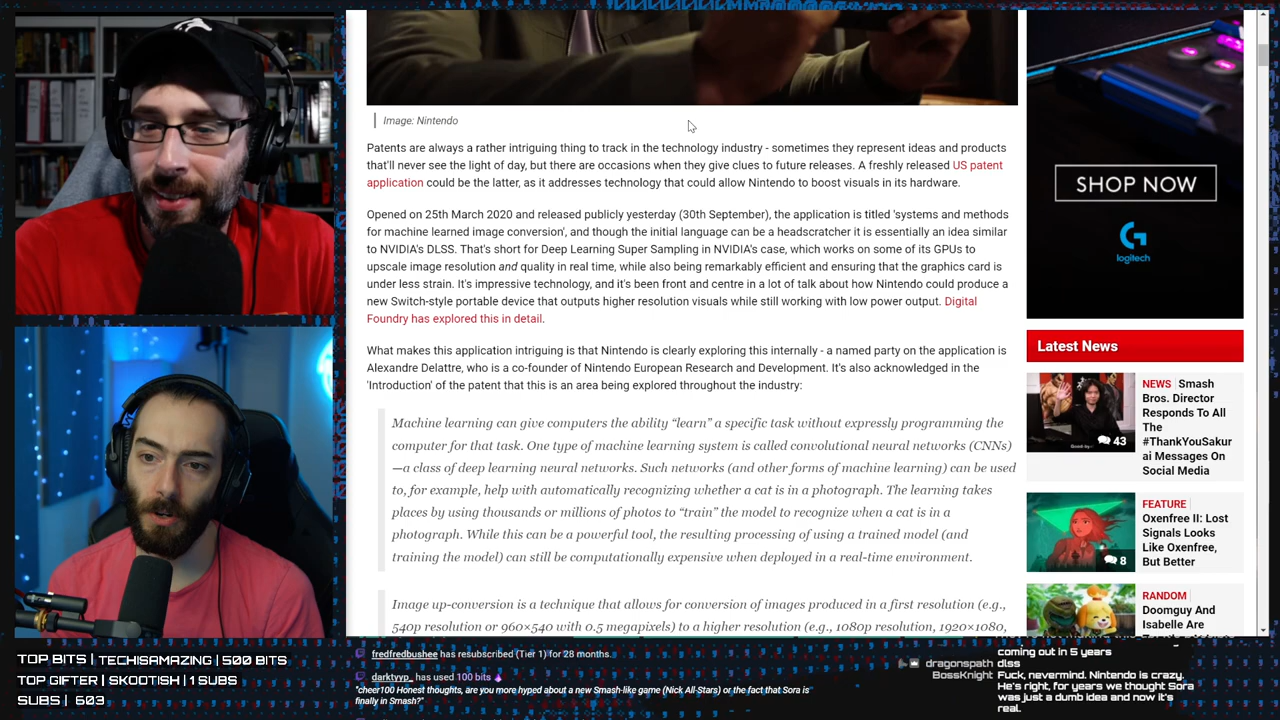 Image: Nintendo
Patents are always a rather intriguing thing to track in the technology industry - sometimes they represent ideas and products
that'll never see the light of day, but there are occasions when they give clues to future releases. A freshly released US patent
application could be the latter, as it addresses technology that could allow Nintendo to boost visuals in its hardware.
Opened on 25th March 2020 and released publicly yesterday (30th September), the application is titled 'systems and methods
for machine learned image conversion', and though the initial language can be a headscratcher it is essentially an idea similar
to NVIDIA's DLSS. That's short for Deep Learning Super Sampling in NVIDIA's case, which works on some of its GPUs to
upscale image resolution and quality in real time, while also being remarkably efficient and ensuring that the graphics card is
under less strain. It's impressive technology, and it's been front and centre in a lot of talk about how Nintendo could produce a
new Switch-style portable device that outputs higher resolution visuals while still working with low power output. Digital
Foundry has explored this in detail.
What makes this application intriguing is that Nintendo is clearly exploring this internally - a named party on the application is
Alexandre Delattre, who is a co-founder of Nintendo European Research and Development. It's also acknowledged in the
'Introduction' of the patent that this is an area being explored throughout the industry:
Machine learning can give computers the ability “learn” a specific task without expressly programming the
computer for that task. One type of machine learning system is called convolutional neural networks (CNNs)
—a class of deep learning neural networks. Such networks (and other forms of machine learning) can be used
to, for example, help with automatically recognizing whether a cat is in a photograph. The learning takes
places by using thousands or millions of photos to “train” the model to recognize when a cat is in a
photograph. While this can be a powerful tool, the resulting processing of using a trained model (and
training the model) can still be computationally expensive when deployed in a real-time environment.
Image up-conversion is a technique that allows for conversion of images produced in a first resolution (e.g.,
540p resolution or 960×540 with 0.5 megapixels) to a higher resolution (e.g., 1080p resolution, 1920×1080,
SHOP NOW
logitech
Latest News
NEWS Smash
Bros. Director
Responds To All
The
#ThankYouSakur
ai Messages On
Social Media
43
FEATURE
Oxenfree II: Lost
Signals Looks
Like Oxenfree,
But Better
8
RANDOM
Doomguy And
Isabelle Are
TOP BITS | TECHISAMAZING | 500 BITS
TOP GIFTER | SKOOTISH | 1 SUBS
SUBS | 603
fredfredbushee has resubscribed (Tier 1) for 28 months.
darktyyp_ has used 100 bits
"cheer100 Honest thoughts, are you more hyped about a new Smash-like game (Nick All-Stars) or the fact that Sora is
finally in Smash?"
coming out in 5 years
dragonspath dlss
BossKnight Fuck, nevermind. Nintendo is crazy.
He's right, for years we thought Sora
was just a dumb idea and now it's
real.